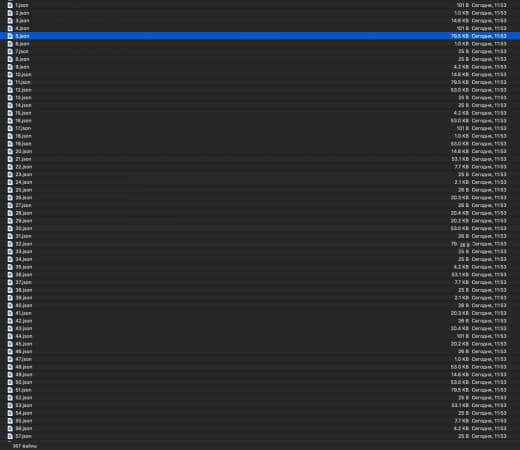 1.json 101 B Сегодня, 11:53
2.json 1.0 KB Сегодня, 11:53
3.json 14.6 KB Сегодня, 11:53
4.json 101 B Сегодня, 11:53
5.json 79.5 KB Сегодня, 11:53
6.json 1.0 KB Сегодня, 11:53
7.json 25 B Сегодня, 11:53
8.json 25 B Сегодня, 11:53
9.json 4.2 KB Сегодня, 11:53
10.json 14.6 KB Сегодня, 11:53
11.json 79.5 KB Сегодня, 11:53
12.json 53.0 KB Сегодня, 11:53
13.json 25 B Сегодня, 11:53
14.json 25 B Сегодня, 11:53
15.json 4.2 KB Сегодня, 11:53
16.json 53.0 KB Сегодня, 11:53
17.json 101 B Сегодня, 11:53
18.json 1.0 KB Сегодня, 11:53
19.json 53.0 KB Сегодня, 11:53
20.json 14.6 KB Сегодня, 11:53
21.json 53.1 KB Сегодня, 11:53
22.json 7.7 KB Сегодня, 11:53
23.json 25 B Сегодня, 11:53
24.json 2.1 KB Сегодня, 11:53
25.json 26 B Сегодня, 11:53
26.json 20.3 KB Сегодня, 11:53
27.json 26 B Сегодня, 11:53
28.json 20.4 KB Сегодня, 11:53
29.json 20.2 KB Сегодня, 11:53
30.json 53.0 KB Сегодня, 11:53
31.json 26 B Сегодня, 11:53
32.json 79. 28 B Сегодня, 11:53
33.json 25 B Сегодня, 11:53
34.json 25 B Сегодня, 11:53
35.json 4.2 KB Сегодня, 11:53
36.json 53.1 KB Сегодня, 11:53
37.json 7.7 KB Сегодня, 11:53
38.json 25 B Сегодня, 11:53
39.json 2.1 KB Сегодня, 11:53
40.json 26 B Сегодня, 11:53
41.json 20.3 KB Сегодня, 11:53
42.json 26 B Сегодня, 11:53
43.json 20.4 KB Сегодня, 11:53
44.json 101 B Сегодня, 11:53
45.json 20.2 KB Сегодня, 11:53
46.json 26 B Сегодня, 11:53
47.json 1.0 KB Сегодня, 11:53
48.json 53.0 KB Сегодня, 11:53
49.json 14.6 KB Сегодня, 11:53
50.json 53.0 KB Сегодня, 11:53
51.json 79.5 KB Сегодня, 11:53
52.json 25 B Сегодня, 11:53
53.json 53.1 KB Сегодня, 11:53
54.json 25 B Сегодня, 11:53
55.json 7.7 KB Сегодня, 11:53
56.json 4.2 KB Сегодня, 11:53
57.json 25 B Сегодня, 11:53